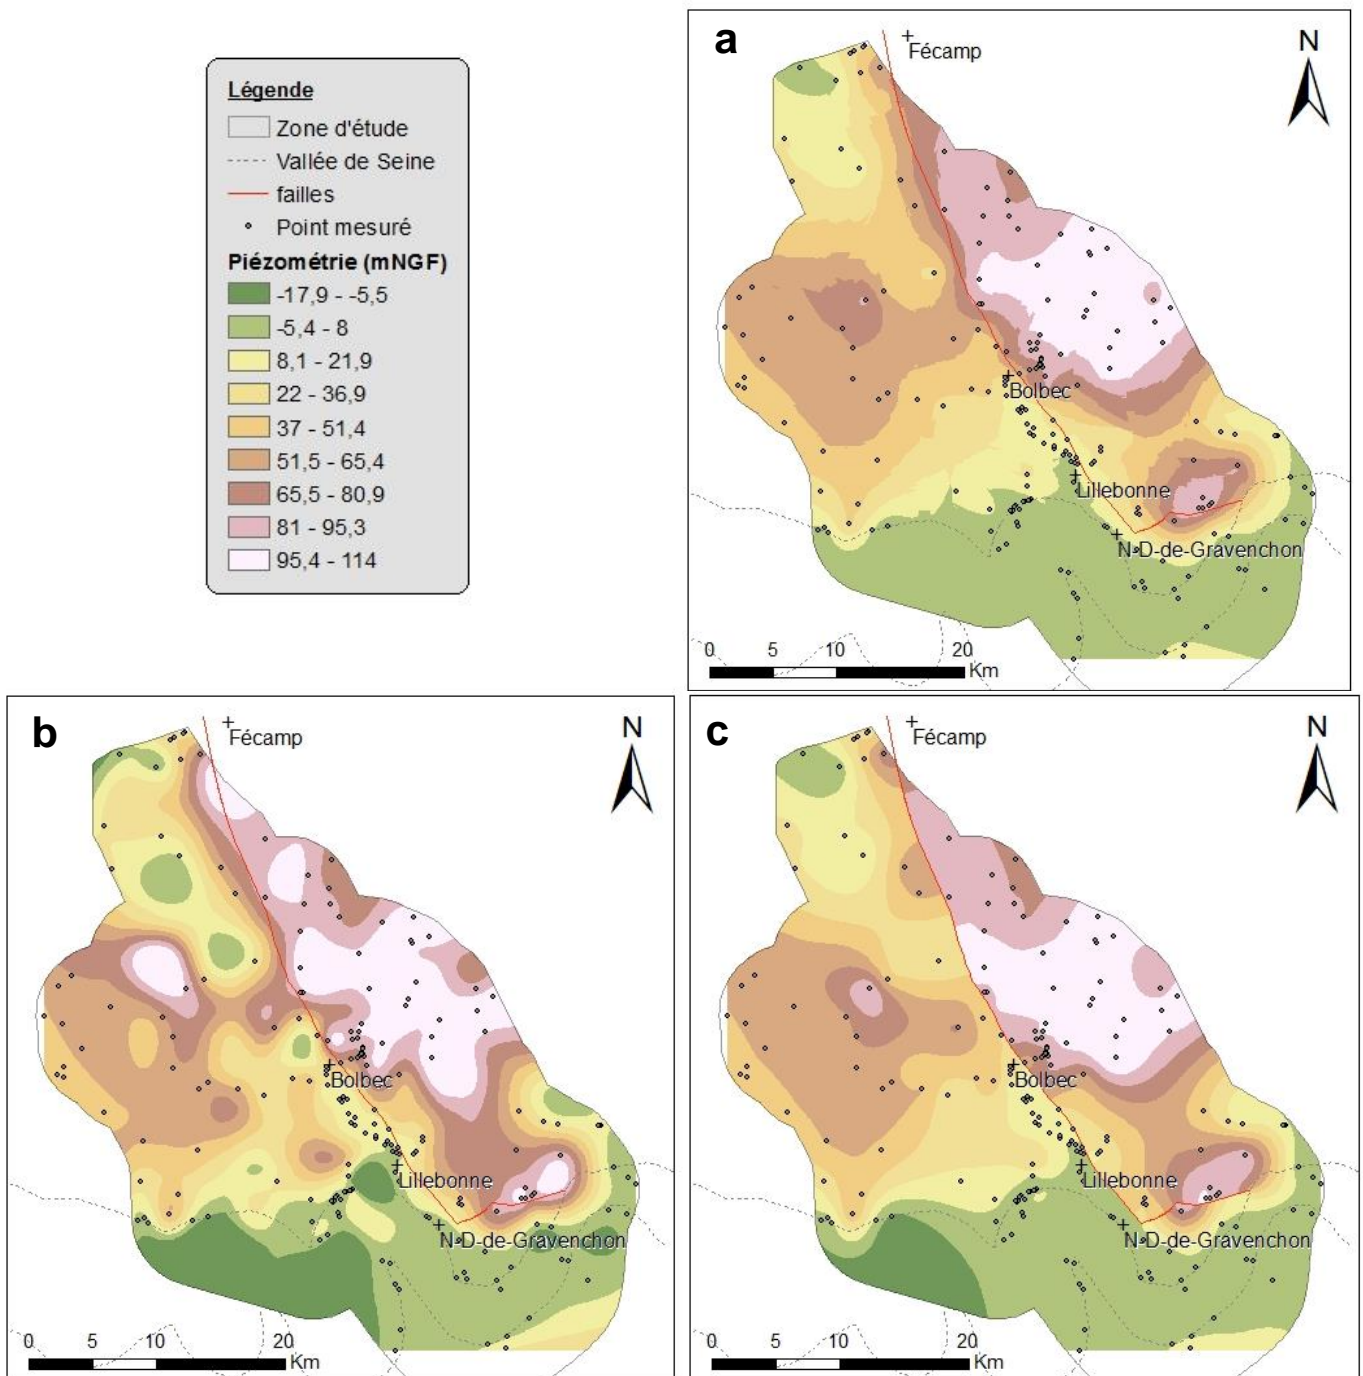 Légende
Zone d'étude
Vallée de Seine
failles
Point mesuré
Piézométrie (mNGF)
-17,9 - -5,5
-5,4 - 8
8,1 - 21,9
22 - 36,9
37 - 51,4
51,5 - 65,4
65,5 - 80,9
81 - 95,3
95,4 - 114
a
Fécamp
N
Bolbec
Lillebonne
N-D-de-Gravenchon
0 5 10 20
Km
b
Fécamp
N
Bolbec
Lillebonne
N-D-de-Gravenchon
0 5 10 20
Km
c
Fécamp
N
Bolbec
Lillebonne
N-D-de-Gravenchon
0 5 10 20
Km